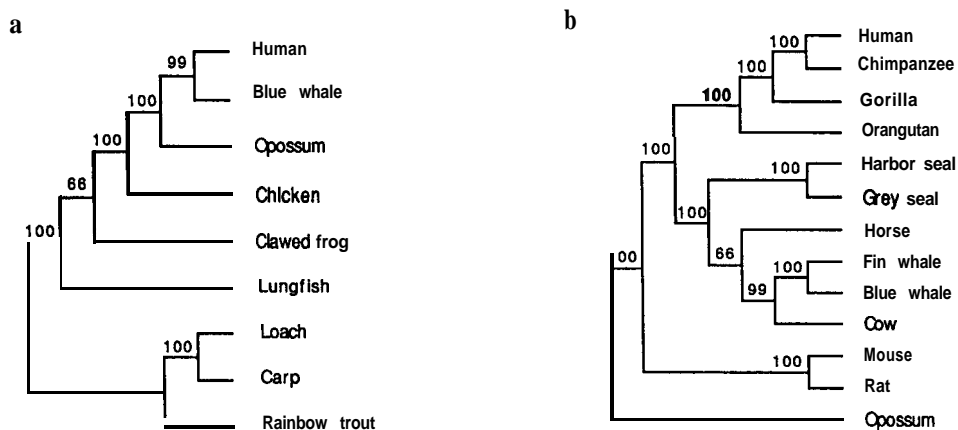 a
Human
99
Blue whale
100
Opossum
100
Chicken
66
Clawed frog
100
Lungfish
Loach
100
Carp
Rainbow trout
b
Human
100
Chimpanzee
100
Gorilla
100
Orangutan
100
Harbor seal
100
Grey seal
100
Horse
66
Fin whale
100
Blue whale
99
Cow
00
Mouse
100
Rat
Opossum